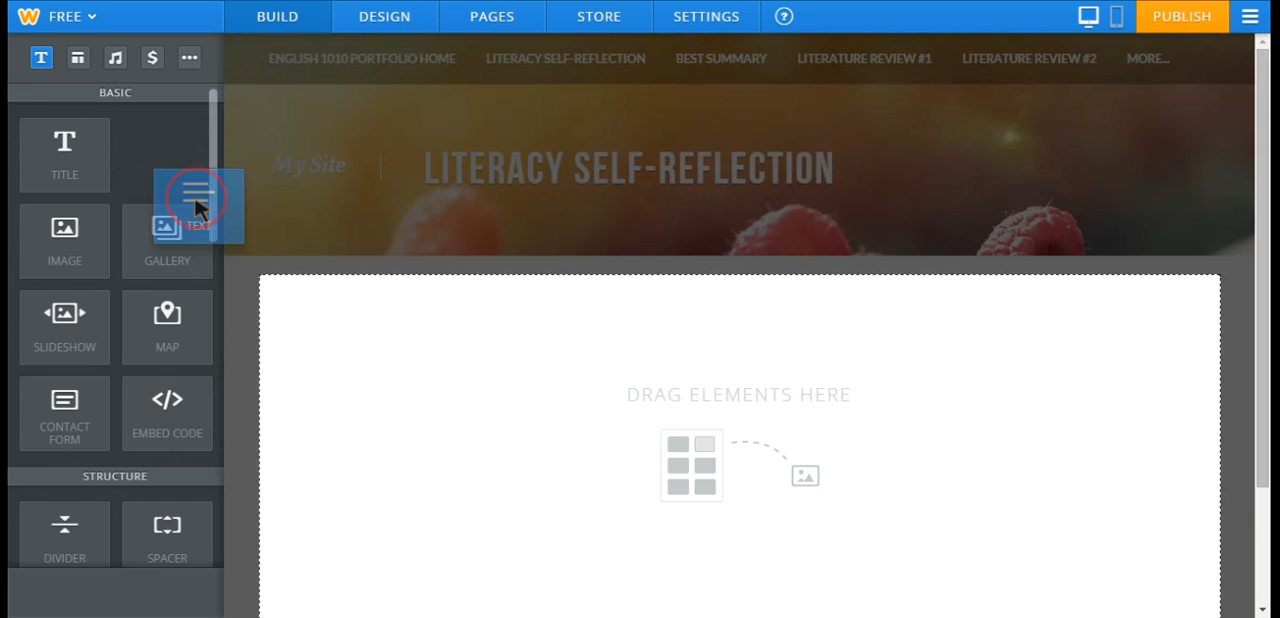 FREE
BUILD
DESIGN
PAGES
STORE
SETTINGS
?
PUBLISH
T
$
ENGLISH 1010 PORTFOLIO HOME
LITERACY SELF-REFLECTION
BEST SUMMARY
LITERATURE REVIEW #1
LITERATURE REVIEW #2
MORE...
BASIC
T
TITLE
TEXT
My Site
LITERACY SELF-REFLECTION
IMAGE
GALLERY
SLIDESHOW
MAP
</>
CONTACT
FORM
EMBED CODE
STRUCTURE
DIVIDER
SPACER
DRAG ELEMENTS HERE